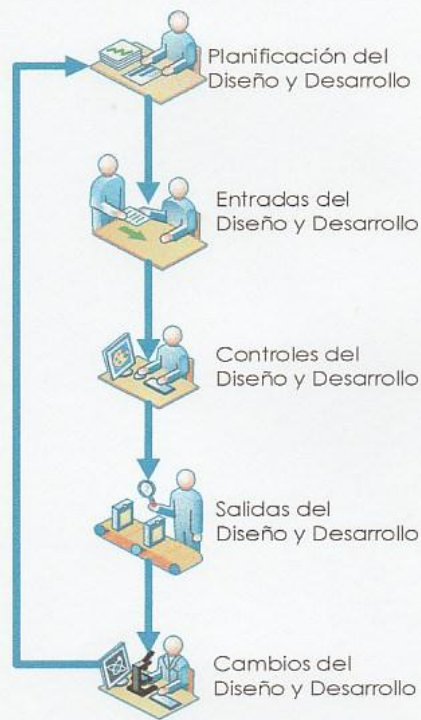 Planificación del
Diseño y Desarrollo
Entradas del
Diseño y Desarrollo
Controles del
Diseño y Desarrollo
Salidas del
Diseño y Desarrollo
Cambios del
Diseño y Desarrollo